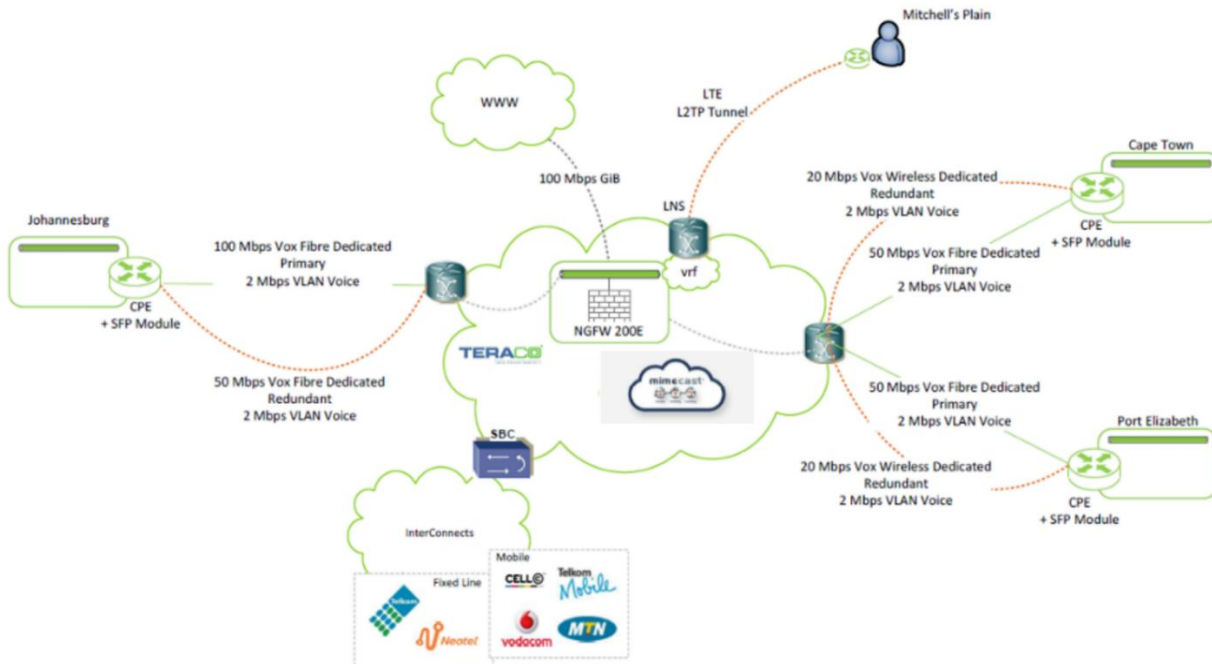 Mitchell's Plain
WWW
LTE
L2TP Tunnel
100 Mbps GiB
Cape Town
20 Mbps Vox Wireless Dedicated
Redundant
2 Mbps VLAN Voice
LNS
Johannesburg
100 Mbps Vox Fibre Dedicated
Primary
2 Mbps VLAN Voice
CPE
+ SFP Module
50 Mbps Vox Fibre Dedicated
Primary
2 Mbps VLAN Voice
vrf
CPE
+ SFP Module
NGFW 200E
TERACO
mimecast
50 Mbps Vox Fibre Dedicated
Redundant
2 Mbps VLAN Voice
50 Mbps Vox Fibre Dedicated
Primary
2 Mbps VLAN Voice
Port Elizabeth
SBC
20 Mbps Vox Wireless Dedicated
Redundant
2 Mbps VLAN Voice
CPE
+ SFP Module
InterConnects
Mobile
Fixed Line
CELL C
Telkom
Mobile
Telkom
Neotel
vodacom
MTN